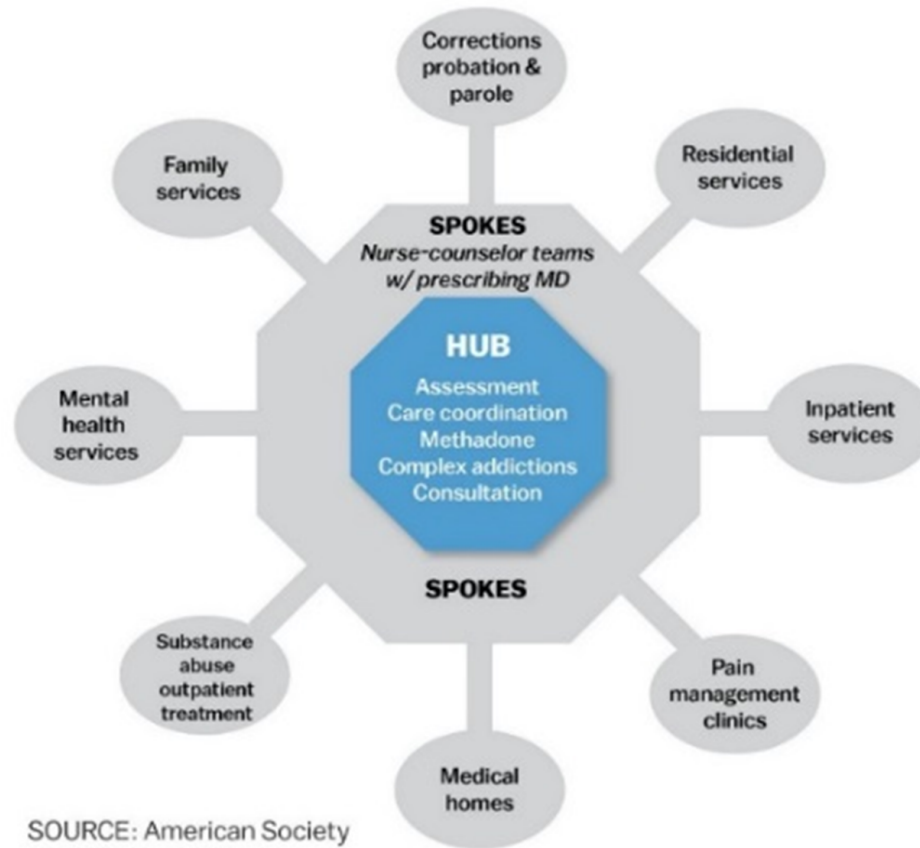 Corrections
probation &
parole
Family
services
Residential
services
SPOKES
Nurse-counselor teams
w/ prescribing MD
HUB
Assessment
Care coordination
Methadone
Complex addictions
Consultation
Mental
health
services
Inpatient
services
SPOKES
Substance
abuse
outpatient
treatment
Pain
management
clinics
Medical
homes
SOURCE: American Society